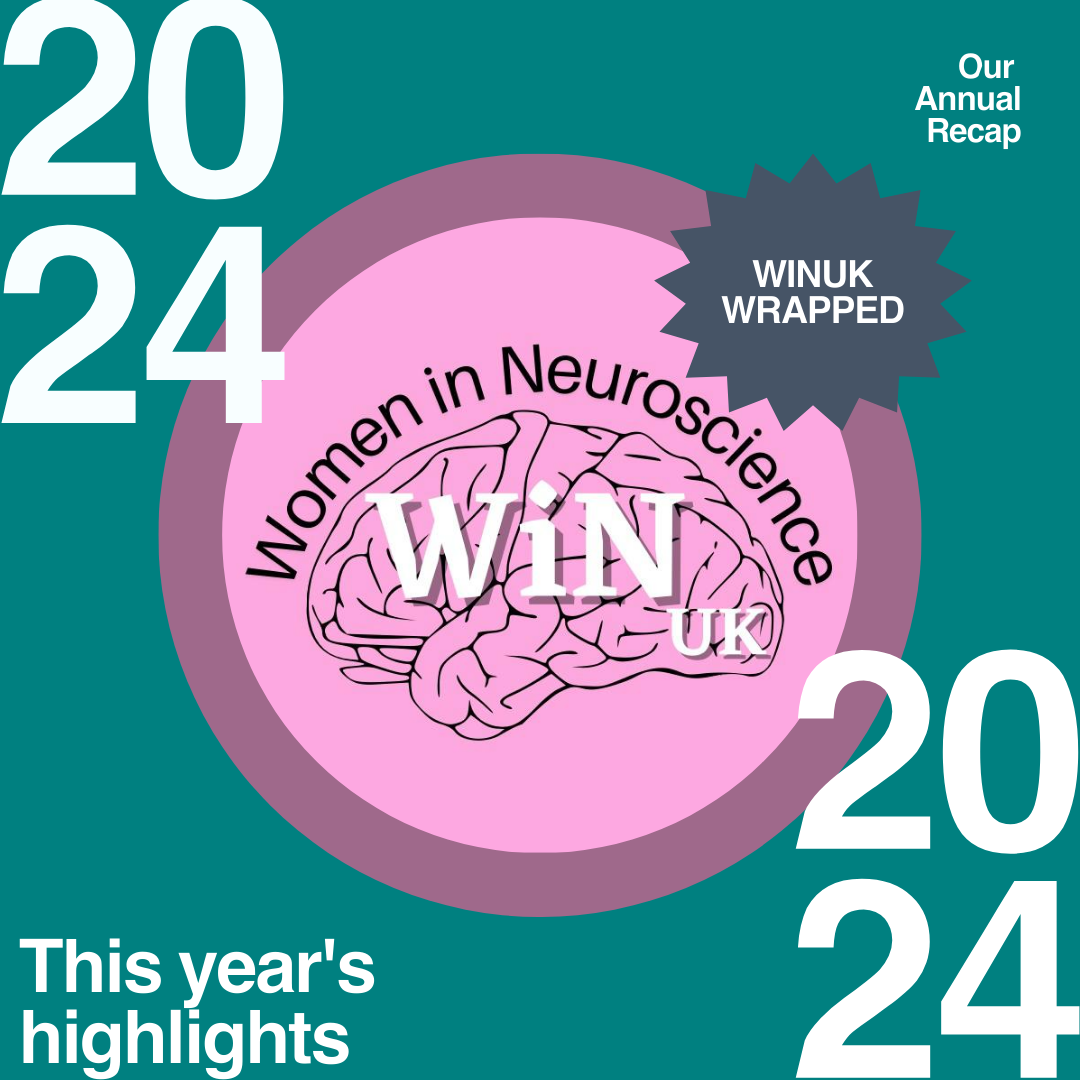 20
24
Our
Annual
Recap
WINUK
WRAPPED
Women in Neuroscience
WiN
UK
20
24
This year's
highlights